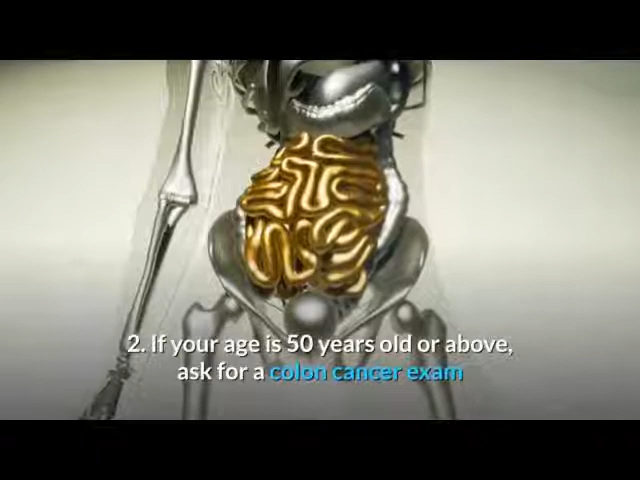 2. If your age is 50 years old or above,
ask for a colon cancer exam